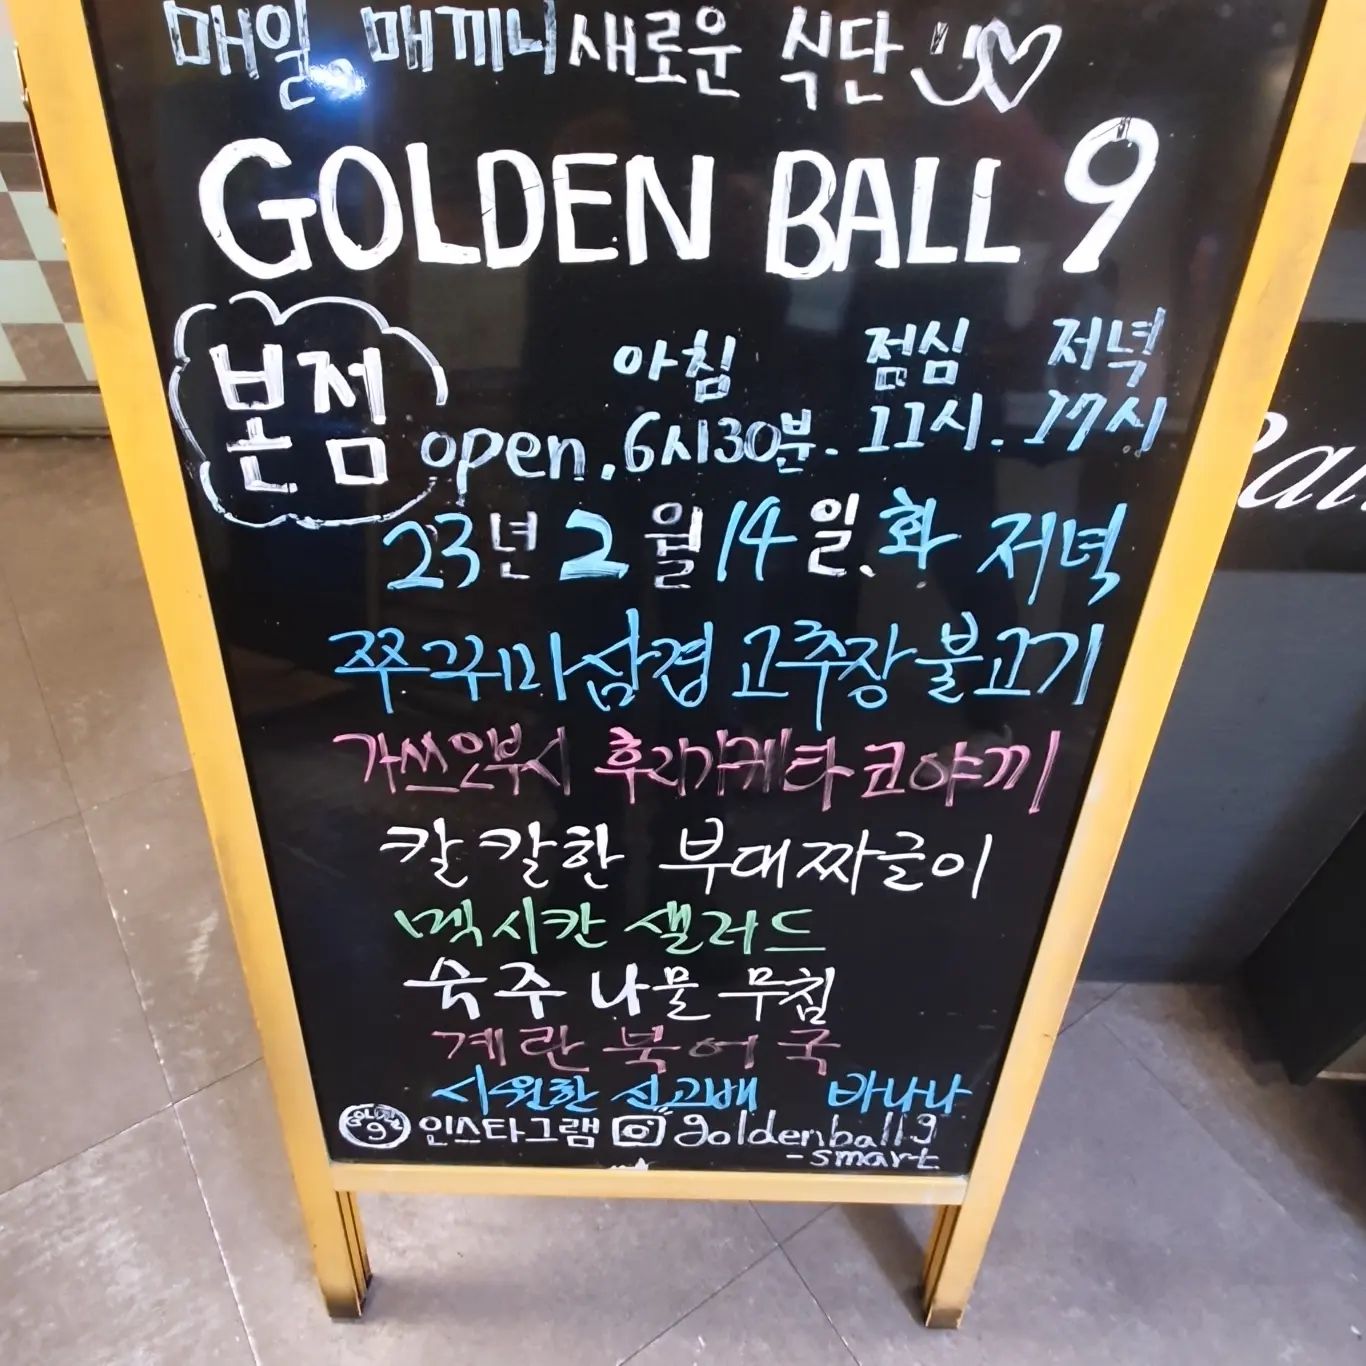 매일, 매끼니 새로운 식단
GOLDEN BALL 9
본점
아침 점심 저녁
open. 6시30분. 11시. 17시
23년 2월 14일.화 저녁
쭈꾸미삼겹 고추장 불고기
가쓰오부시 후리가케타코야끼
칼칼한 부대짜글이
멕시칸 샐러드
숙주 나물 무침
계란 북어국
시원한 신고배 바나나
GOLDEN BALL 9 인스타그램 goldenball9
-smart